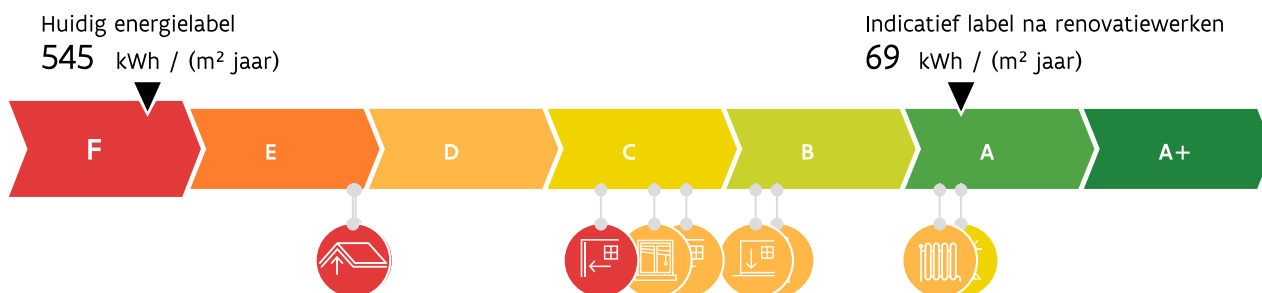 Huidig energielabel
545 kWh / (m² jaar)
Indicatief label na renovatiewerken
69 kWh / (m² jaar)
F E D C B A A+